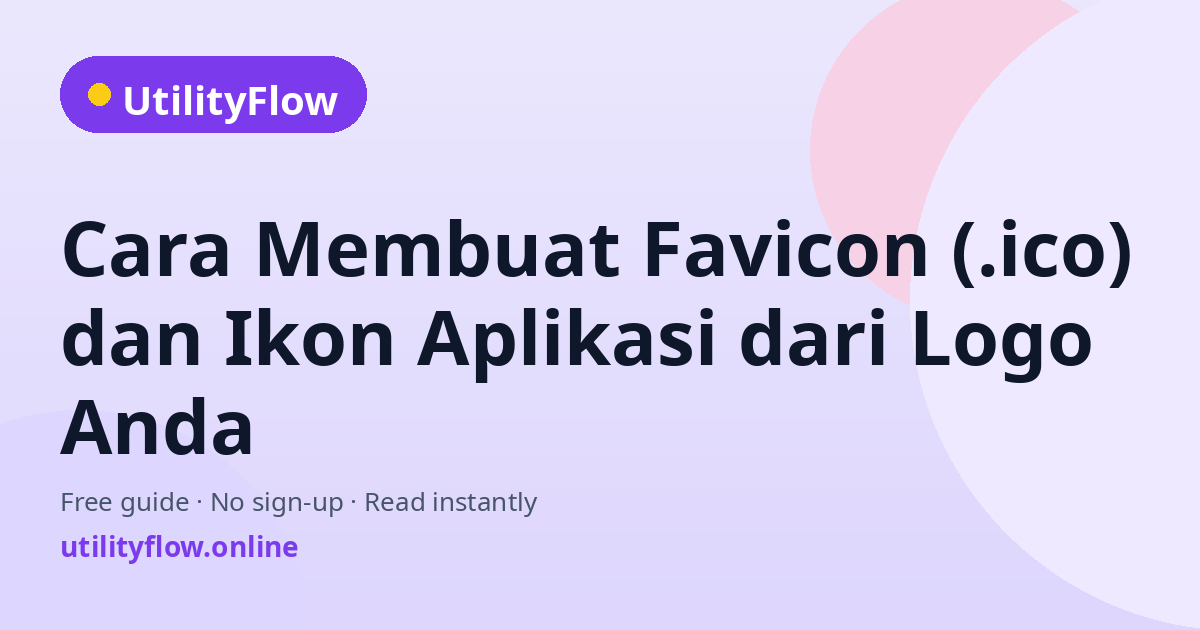 UtilityFlow
Cara Membuat Favicon (.ico)
dan Ikon Aplikasi dari Logo
Anda
Free guide · No sign-up · Read instantly
utilityflow.online